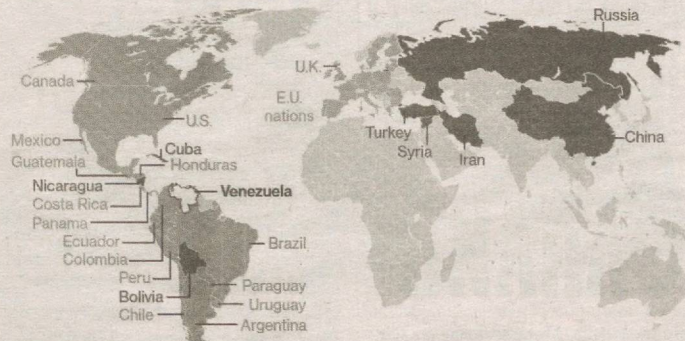 Russia
Canada
U.K.
U.S.
E.U.
nations
Turkey
Syria
Iran
China
Mexico
Cuba
Guatemala
Honduras
Nicaragua
Venezuela
Costa Rica
Panama
Ecuador
Brazil
Colombia
Peru
Paraguay
Bolivia
Uruguay
Chile
Argentina